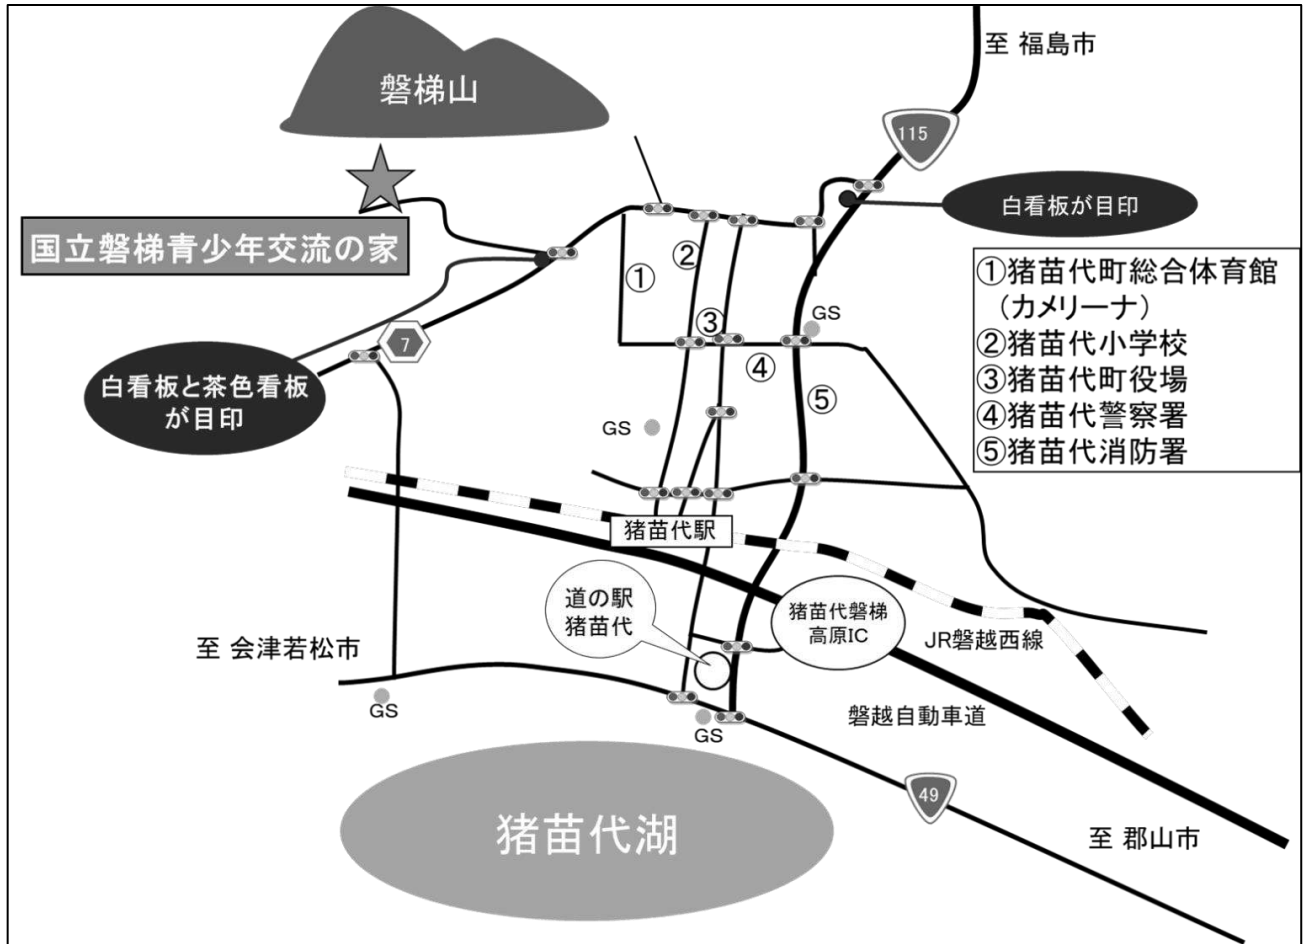 至 福島市
磐梯山
115
白看板が目印
国立磐梯青少年交流の家
②
①
①猪苗代町総合体育館
（カメリーナ）
②猪苗代小学校
③猪苗代町役場
④猪苗代警察署
⑤猪苗代消防署
GS
③
7
④
白看板と茶色看板
が目印
⑤
GS
猪苗代駅
道の駅
猪苗代
猪苗代磐梯
高原IC
JR磐越西線
至 会津若松市
GS
磐越自動車道
GS
49
猪苗代湖
至 郡山市